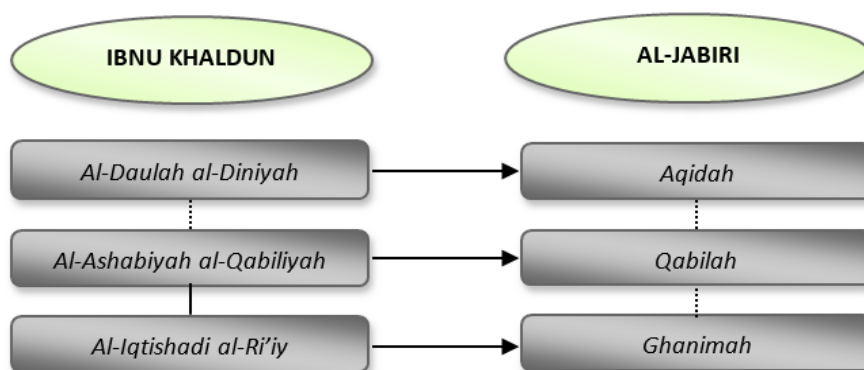 IBNU KHALDUN
AL-JABIRI
Al-Daulah al-Diniyah
Aqidah
Al-Ashabiyah al-Qabiliyah
Qabilah
Al-Iqtishadi al-Ri’iy
Ghanimah